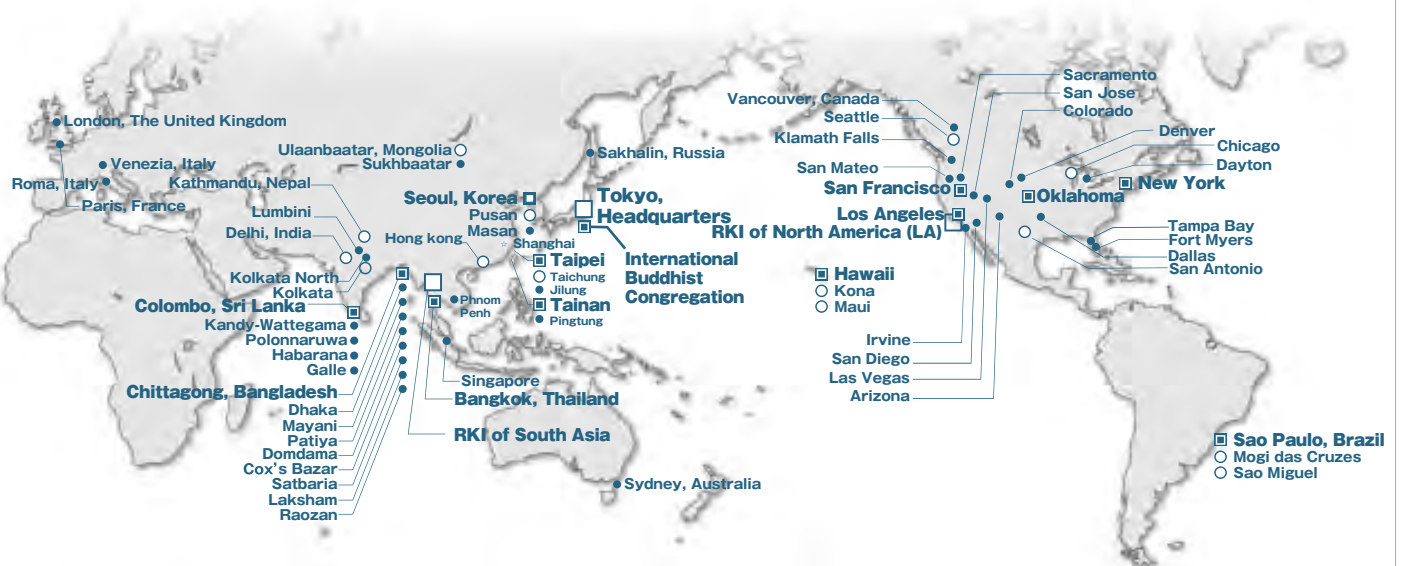 London, The United Kingdom
Venezia, Italy
Roma, Italy
Paris, France
Kathmandu, Nepal
Lumbini
Delhi, India
Kolkata North
Kolkata
Colombo, Sri Lanka
Kandy-Wattegama
Polonnaruwa
Habarana
Galle
Chittagong, Bangladesh
Dhaka
Mayani
Patiya
Domdama
Cox's Bazar
Satbaria
Laksham
Raozan
Ulaanbaatar, Mongolia
Sukhbaatar
Sakhalin, Russia
Seoul, Korea
Pusan
Masan
Tokyo,
Headquarters
Hong kong
Shanghai
Taipei
Taichung
Jilung
Tainan
Pingtung
International
Buddhist
Congregation
Phnom
Penh
Singapore
Bangkok, Thailand
RKI of South Asia
Sydney, Australia
Vancouver, Canada
Seattle
Klamath Falls
San Mateo
San Francisco
Los Angeles
RKI of North America (LA)
Hawaii
Kona
Maui
Irvine
San Diego
Las Vegas
Arizona
Sacramento
San Jose
Colorado
Denver
Chicago
Dayton
New York
Oklahoma
Tampa Bay
Fort Myers
Dallas
San Antonio
Sao Paulo, Brazil
Mogi das Cruzes
Sao Miguel